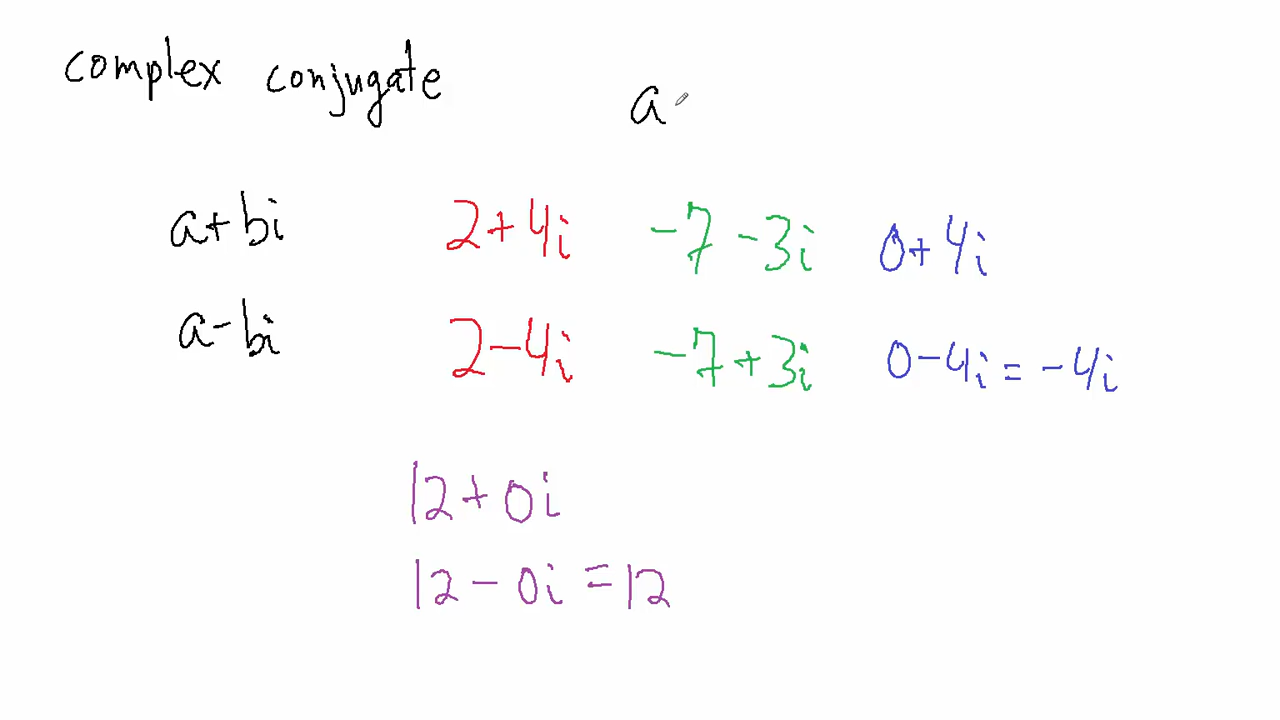 complex conjugate
a
a+bi 2+4i -7-3i 0+4i
a-bi 2-4i -7+3i 0-4i = -4i
12+0i
12-0i =12